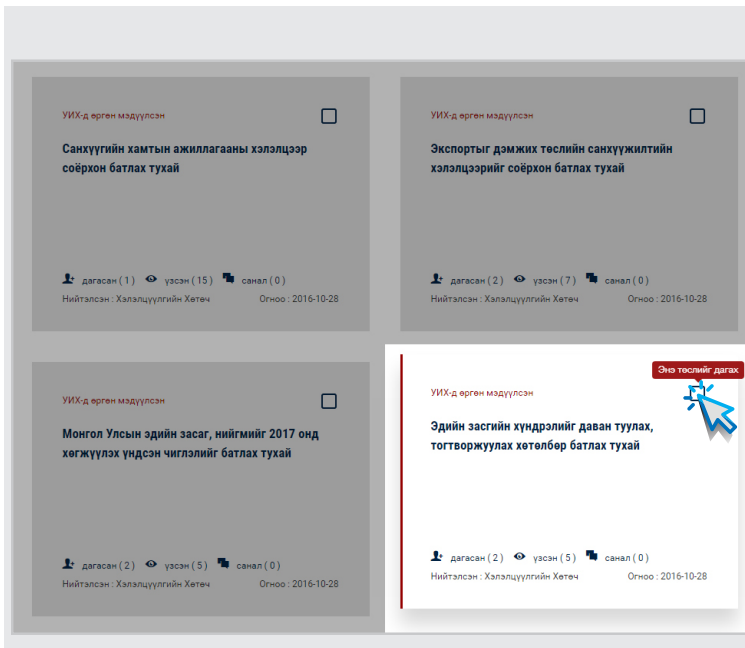 УИХ-д өргөн мэдүүлсэн
Санхүүгийн хамтын ажиллагааны хэлэлцээр
соёрхон батлах тухай
дагасан ( 1 ) үзсэн ( 15 ) санал ( 0 )
Нийтэлсэн : Хэлэлцүүлгийн Хөтөч Огноо : 2016-10-28
УИХ-д өргөн мэдүүлсэн
Экспортыг дэмжих төслийн санхүүжилтийн
хэлэлцээрийг соёрхон батлах тухай
дагасан ( 2 ) үзсэн ( 7 ) санал ( 0 )
Нийтэлсэн : Хэлэлцүүлгийн Хөтөч Огноо : 2016-10-28
УИХ-д өргөн мэдүүлсэн
Монгол Улсын эдийн засаг, нийгмийг 2017 онд
хөгжүүлэх үндсэн чиглэлийг батлах тухай
дагасан ( 2 ) үзсэн ( 5 ) санал ( 0 )
Нийтэлсэн : Хэлэлцүүлгийн Хөтөч Огноо : 2016-10-28
Энэ төслийг дагах
УИХ-д өргөн мэдүүлсэн
Эдийн засгийн хүндрэлийг даван туулах,
тогтворжуулах хөтөлбөр батлах тухай
дагасан ( 2 ) үзсэн ( 5 ) санал ( 0 )
Нийтэлсэн : Хэлэлцүүлгийн Хөтөч Огноо : 2016-10-28